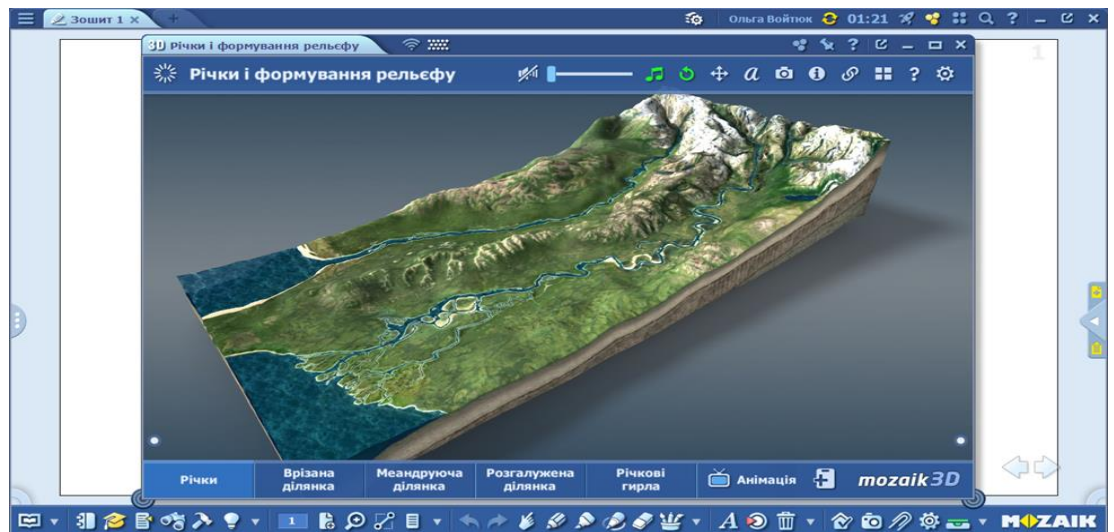 Зошит 1
Ольга Войтюк
01:21
3D Річки і формування рельєфу
Річки і формування рельєфу
1
Річки
Врізана
ділянка
Меандруюча
ділянка
Розгалужена
ділянка
Річкові
гирла
Анімація
mozaik3D
1
MOZAIK